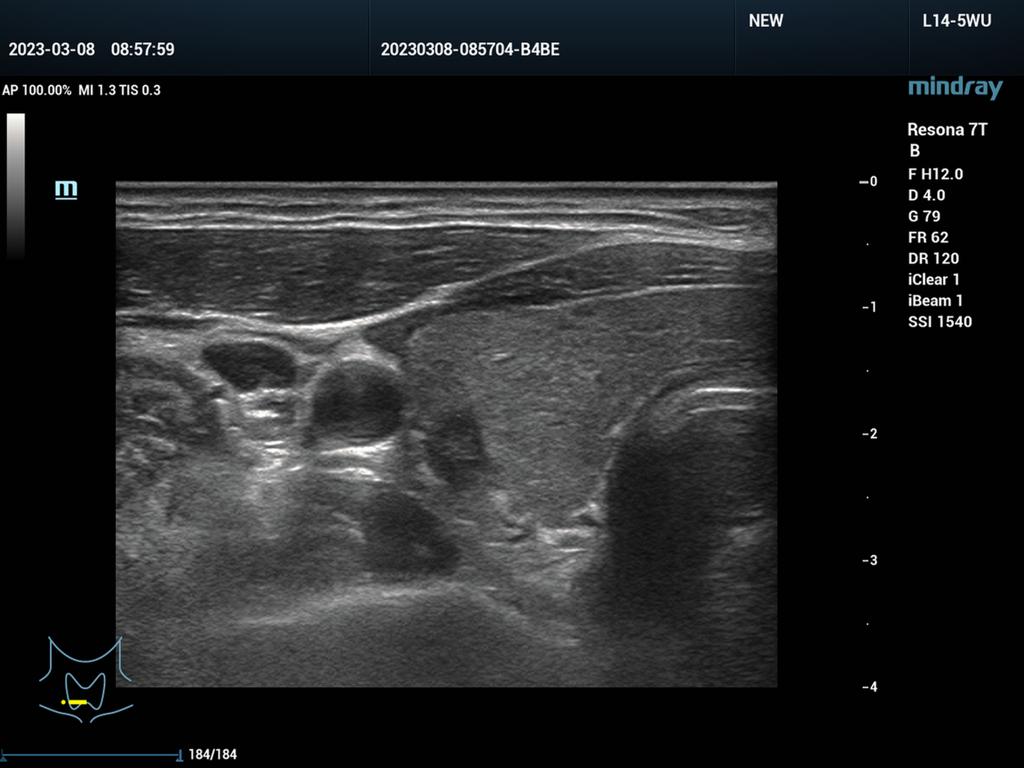 NEW
L14-5WU
2023-03-08 08:57:59
20230308-085704-B4BE
AP 100.00% MI 1.3 TIS 0.3
mindray
m
Resona 7T
B
F H12.0
D 4.0
G 79
FR 62
DR 120
iClear 1
iBeam 1
SSI 1540
0
-1
-2
-3
-4
184/184